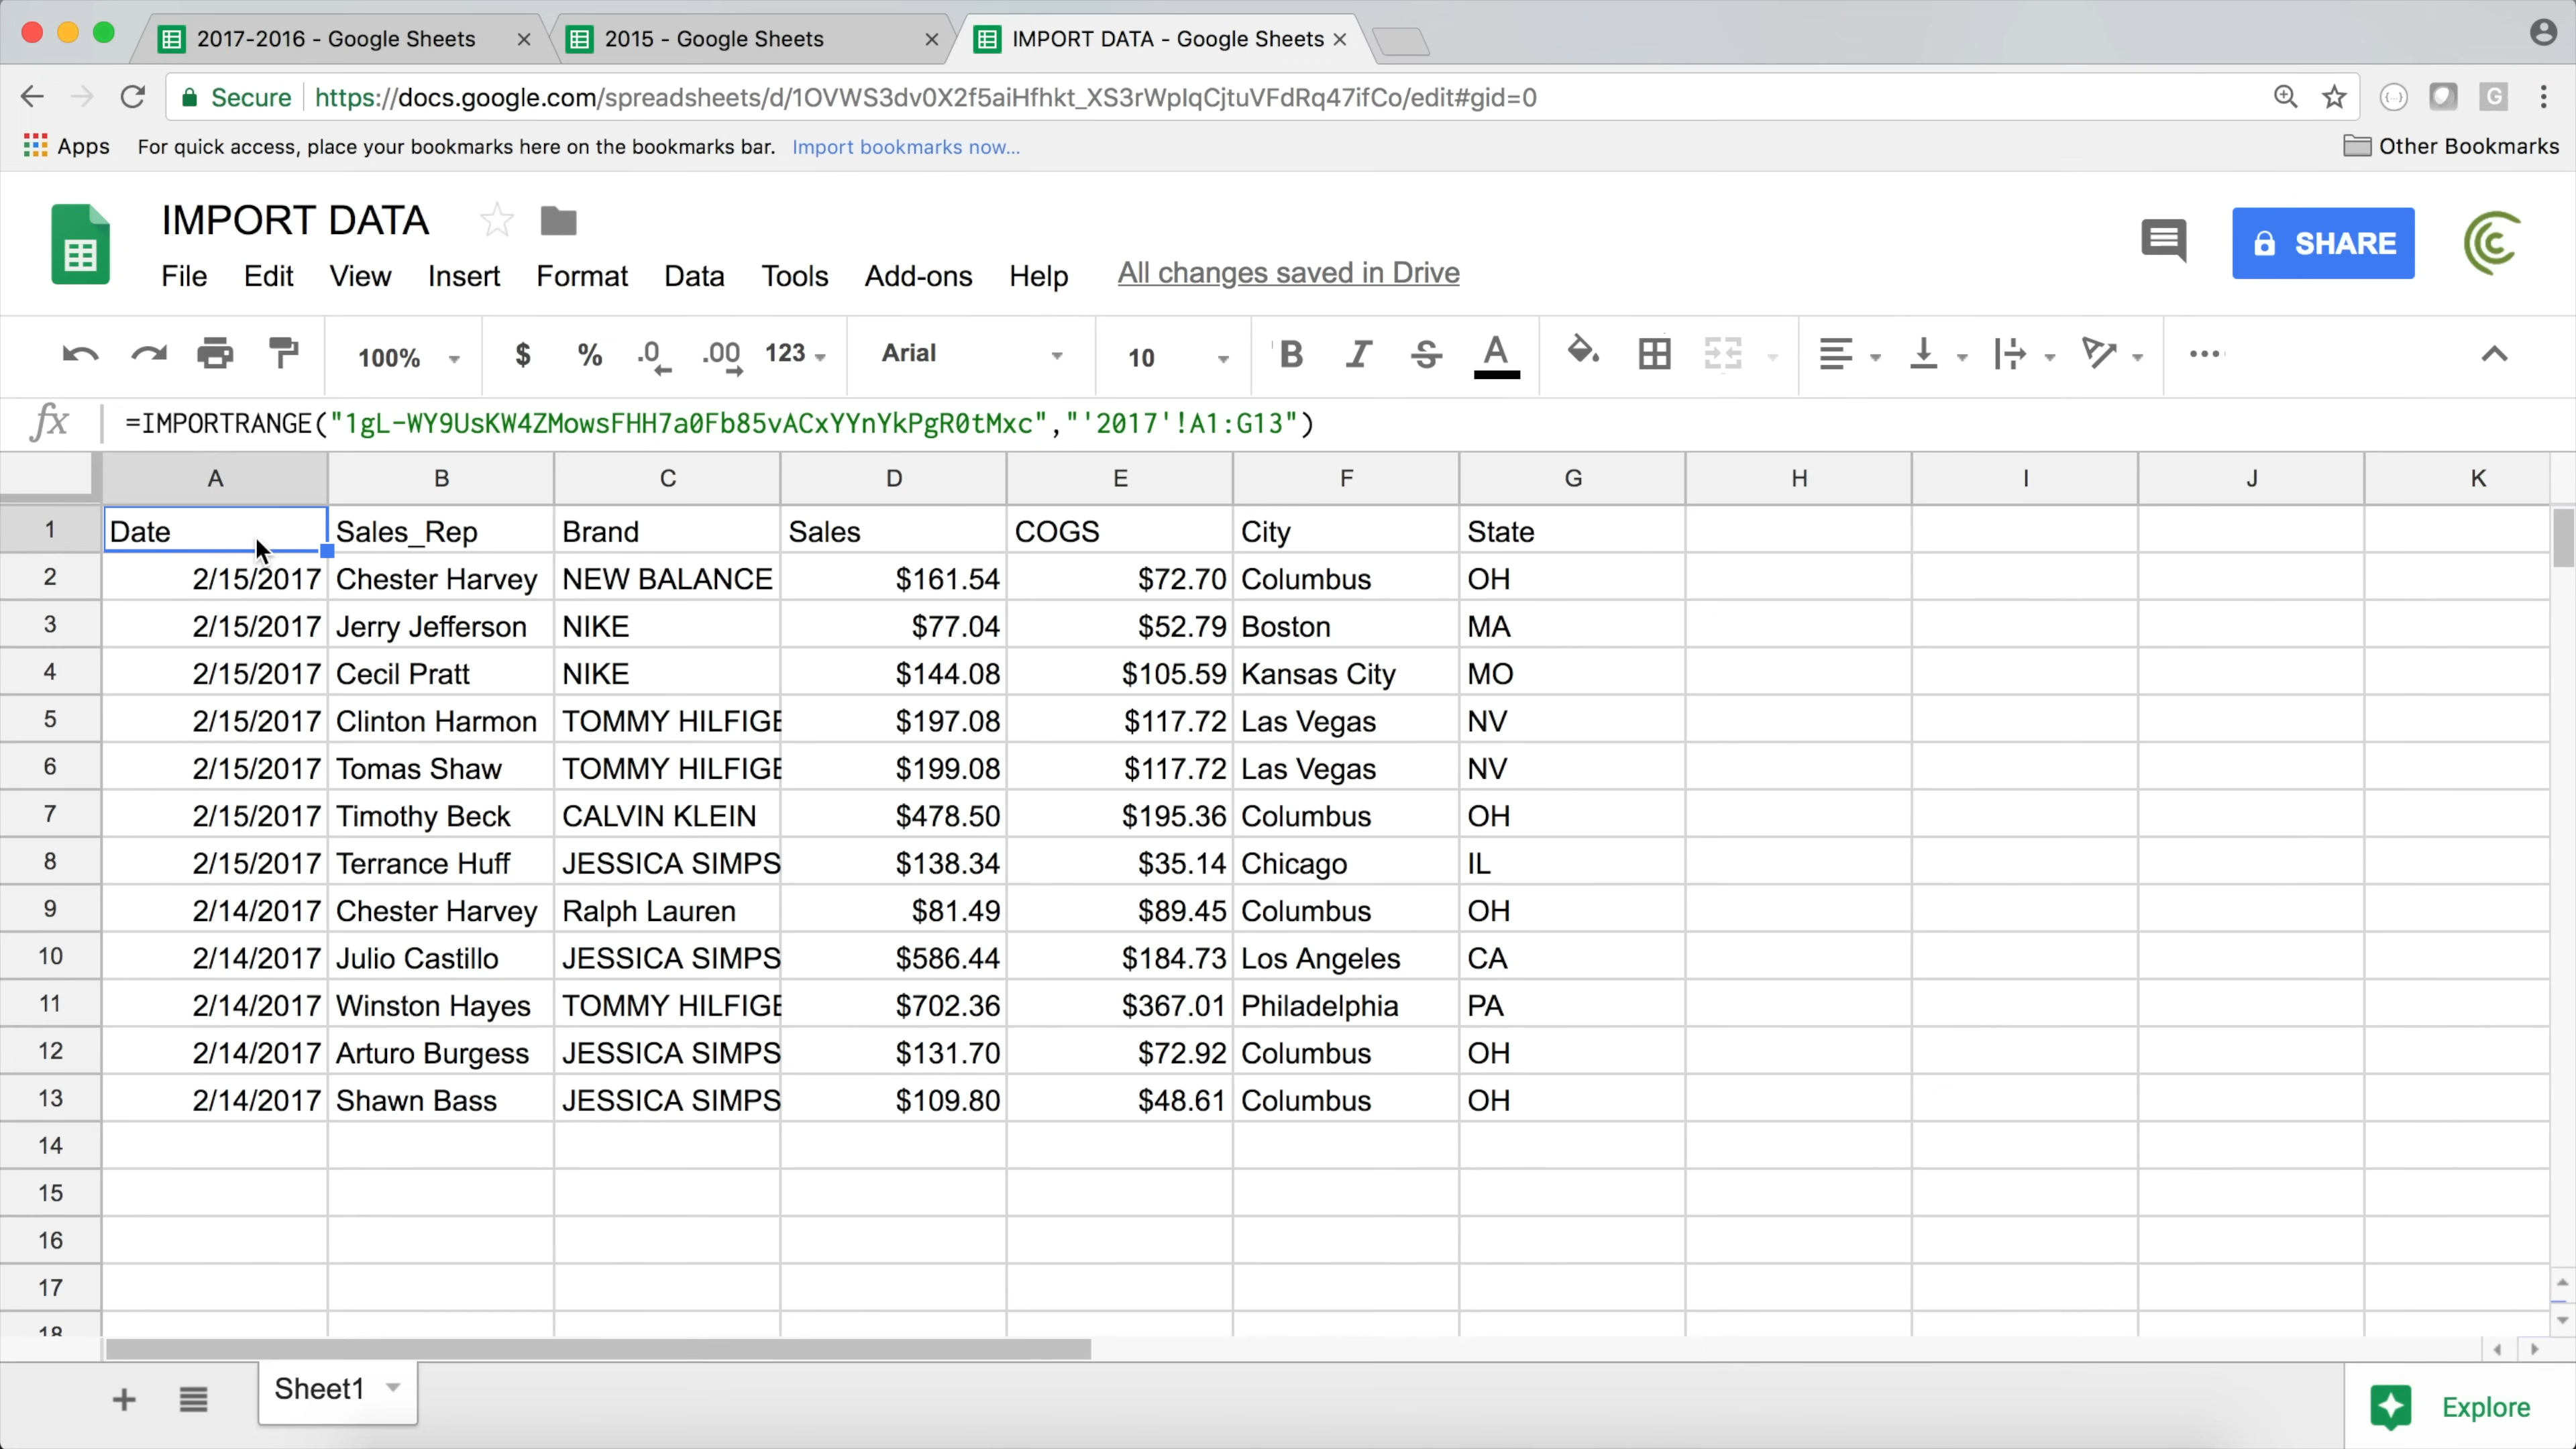 2017-2016 - Google Sheets
2015 - Google Sheets
IMPORT DATA - Google Sheets
Secure https://docs.google.com/spreadsheets/d/1OVWS3dv0X2f5aiHfhkt_XS3rWpIqCjtuVFdRq47ifCo/edit#gid=0
Apps For quick access, place your bookmarks here on the bookmarks bar. Import bookmarks now... Other Bookmarks
IMPORT DATA
File Edit View Insert Format Data Tools Add-ons Help All changes saved in Drive
SHARE
100% $ % .0 .00 123 Arial 10 B I S A
fx =IMPORTRANGE("1gL-WY9UsKW4ZMowsFHH7a0Fb85vACxYYnYkPgR0tMxc","'2017'!A1:G13")
A B C D E F G H I J K
1 Date Sales_Rep Brand Sales COGS City State
2 2/15/2017 Chester Harvey NEW BALANCE $161.54 $72.70 Columbus OH
3 2/15/2017 Jerry Jefferson NIKE $77.04 $52.79 Boston MA
4 2/15/2017 Cecil Pratt NIKE $144.08 $105.59 Kansas City MO
5 2/15/2017 Clinton Harmon TOMMY HILFIGE $197.08 $117.72 Las Vegas NV
6 2/15/2017 Tomas Shaw TOMMY HILFIGE $199.08 $117.72 Las Vegas NV
7 2/15/2017 Timothy Beck CALVIN KLEIN $478.50 $195.36 Columbus OH
8 2/15/2017 Terrance Huff JESSICA SIMPS $138.34 $35.14 Chicago IL
9 2/14/2017 Chester Harvey Ralph Lauren $81.49 $89.45 Columbus OH
10 2/14/2017 Julio Castillo JESSICA SIMPS $586.44 $184.73 Los Angeles CA
11 2/14/2017 Winston Hayes TOMMY HILFIGE $702.36 $367.01 Philadelphia PA
12 2/14/2017 Arturo Burgess JESSICA SIMPS $131.70 $72.92 Columbus OH
13 2/14/2017 Shawn Bass JESSICA SIMPS $109.80 $48.61 Columbus OH
14
15
16
17
18
Sheet1
Explore